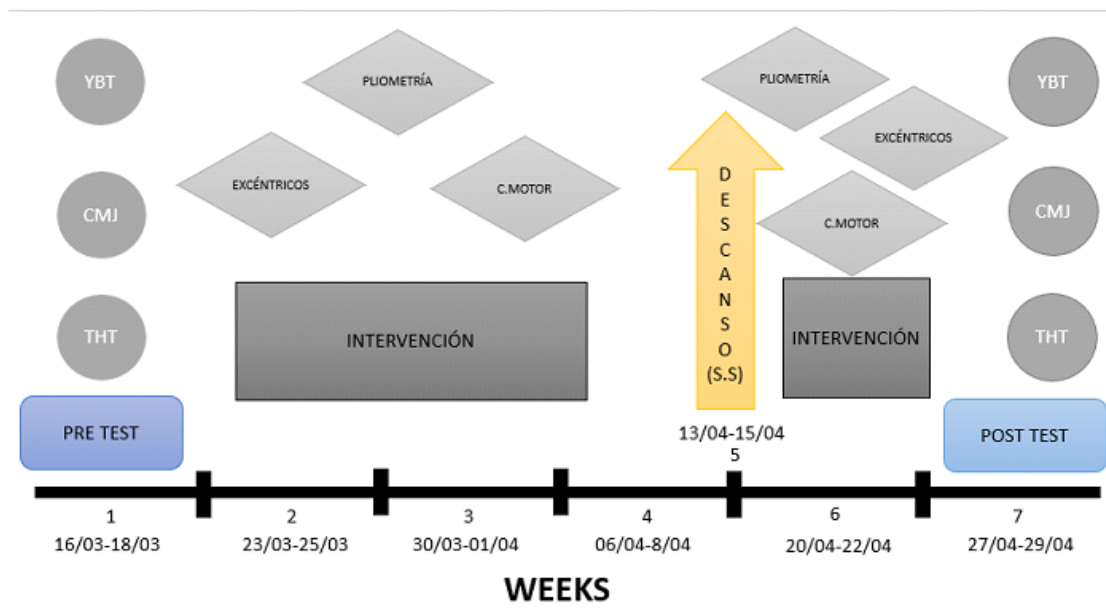 YBT
PLIOMETRÍA
PLIOMETRÍA
YBT
EXCÉNTRICOS
EXCÉNTRICOS
C.MOTOR
CMJ
C.MOTOR
CMJ
D
E
S
C
A
N
S
O
(S.S)
THT
INTERVENCIÓN
INTERVENCIÓN
THT
PRE TEST
POST TEST
13/04-15/04
5
1
2
3
4
6
7
16/03-18/03
23/03-25/03
30/03-01/04
06/04-8/04
20/04-22/04
27/04-29/04
WEEKS